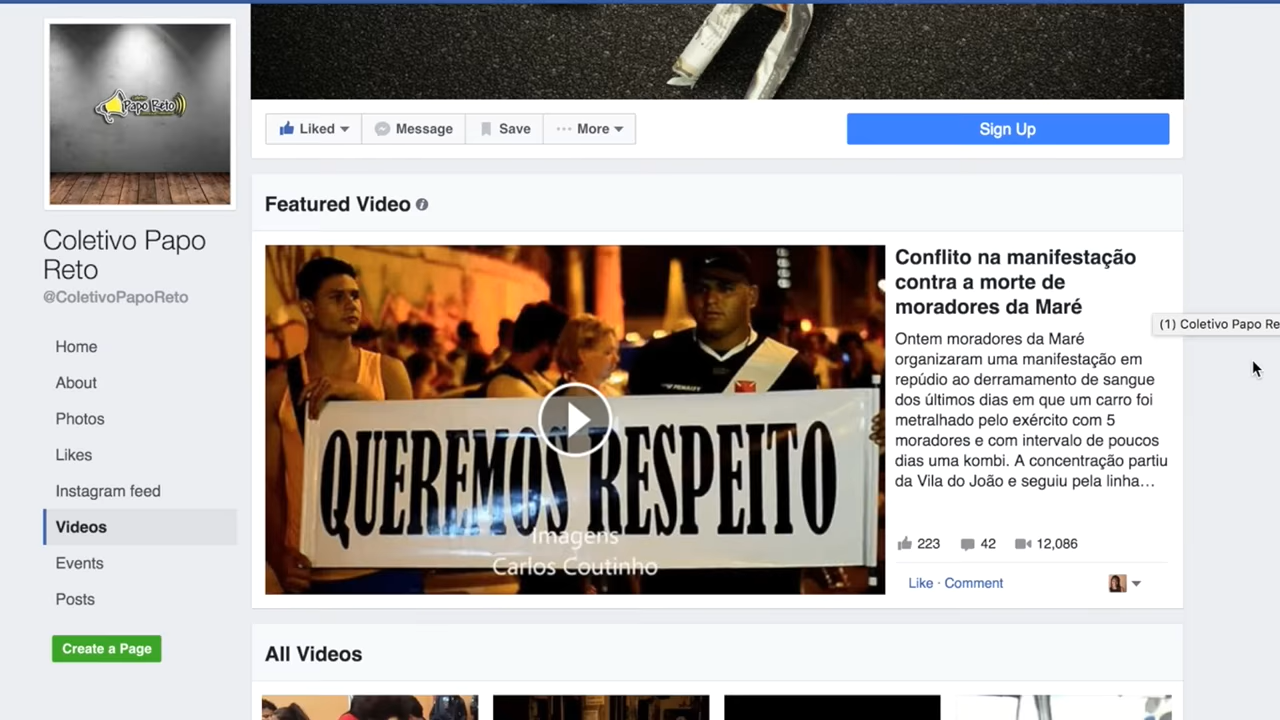 Papo Reto
Liked
Message
Save
More
Sign Up
Coletivo Papo
Reto
@ColetivoPapoReto
Home
About
Photos
Likes
Instagram feed
Videos
Events
Posts
Create a Page
Featured Video
QUEREMOS RESPEITO
Imagens
Carlos Coutinho
Conflito na manifestação
contra a morte de
moradores da Maré
Ontem moradores da Maré
organizaram uma manifestação em
repúdio ao derramamento de sangue
dos últimos dias em que um carro foi
metralhado pelo exército com 5
moradores e com intervalo de poucos
dias uma kombi. A concentração partiu
da Vila do João e seguiu pela linha...
223 42 12,086
Like · Comment
(1) Coletivo Papo Re
All Videos